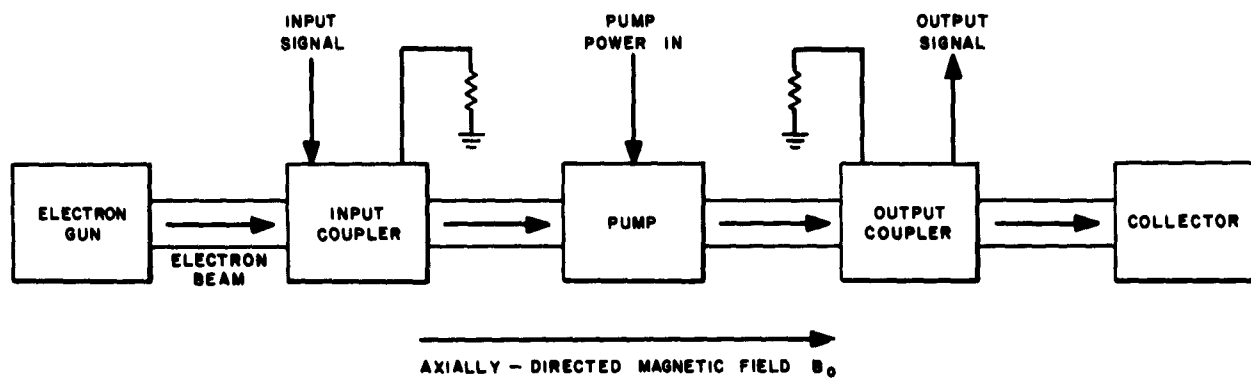 INPUT
SIGNAL
PUMP
POWER IN
OUTPUT
SIGNAL
ELECTRON
GUN
ELECTRON
BEAM
INPUT
COUPLER
PUMP
OUTPUT
COUPLER
COLLECTOR
AXIALLY – DIRECTED MAGNETIC FIELD B₀